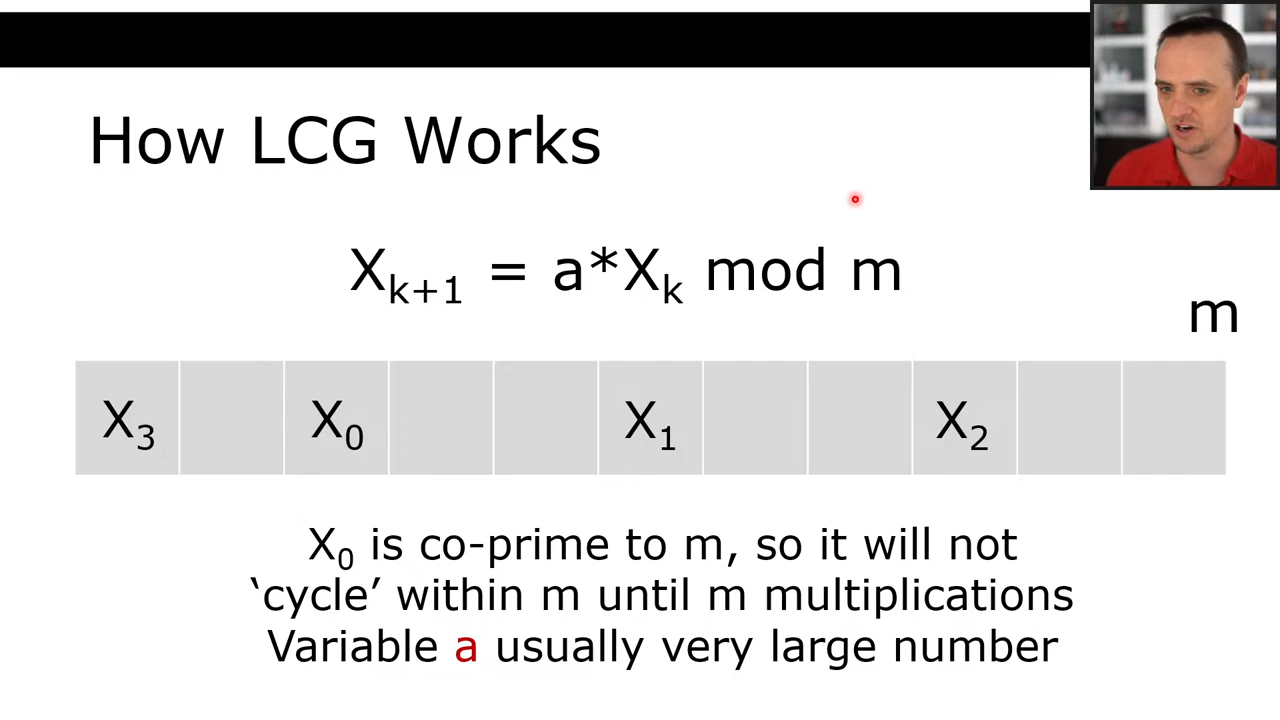 How LCG Works
Xₖ₊₁ = a*Xₖ mod m
m
X₃ X₀ X₁ X₂
X₀ is co-prime to m, so it will not
‘cycle’ within m until m multiplications
Variable a usually very large number